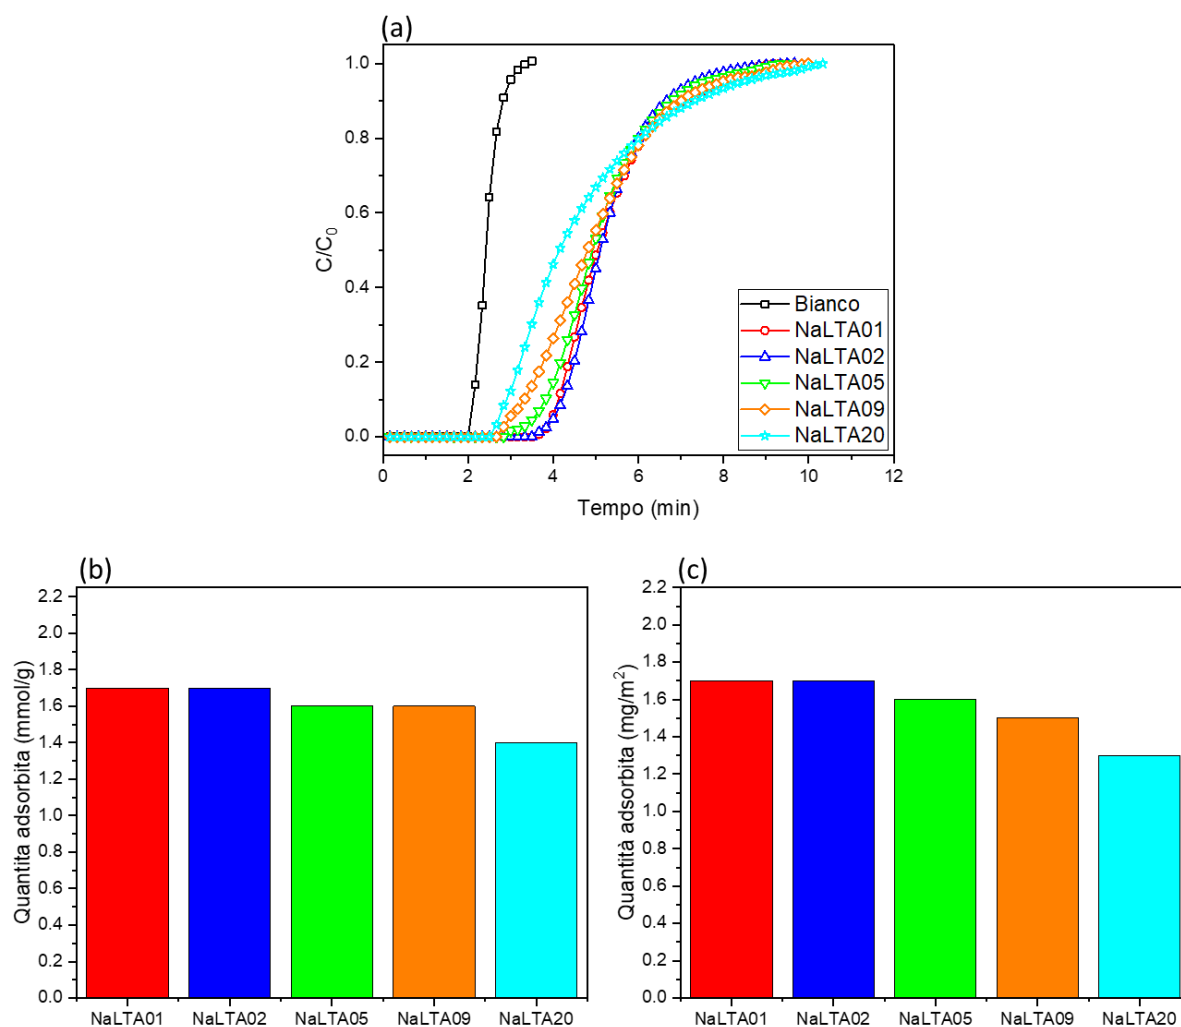 (a)
1.0
0.8
0.6
0.4
0.2
0.0
C/C0
0 2 4 6 8 10 12
Tempo (min)
Bianco
NaLTA01
NaLTA02
NaLTA05
NaLTA09
NaLTA20
(b)
2.2
2.0
1.8
1.6
1.4
1.2
1.0
0.8
0.6
0.4
0.2
0.0
Quantita adsorbita (mmol/g)
NaLTA01 NaLTA02 NaLTA05 NaLTA09 NaLTA20
(c)
2.2
2.0
1.8
1.6
1.4
1.2
1.0
0.8
0.6
0.4
0.2
0.0
Quantità adsorbita (mg/m²)
NaLTA01 NaLTA02 NaLTA05 NaLTA09 NaLTA20